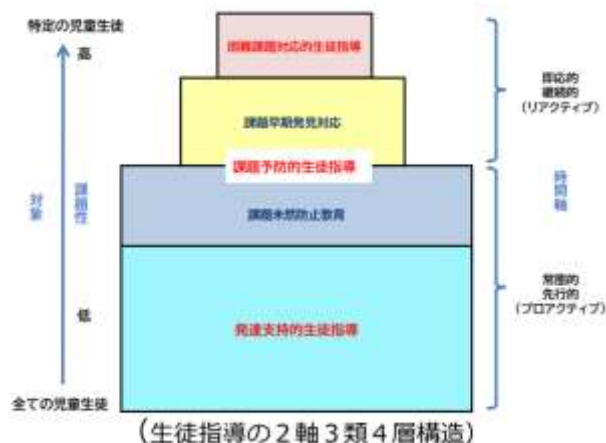 特定の児童生徒
高
困難課題対応的生徒指導
課題早期発見対応
課題予防的生徒指導
課題未然防止教育
発達支持的生徒指導
対象
課題性
低
全ての児童生徒
即応的
継続的
(リアクティブ)
時間軸
常態的
先行的
(プロアクティブ)
(生徒指導の2軸3類4層構造)